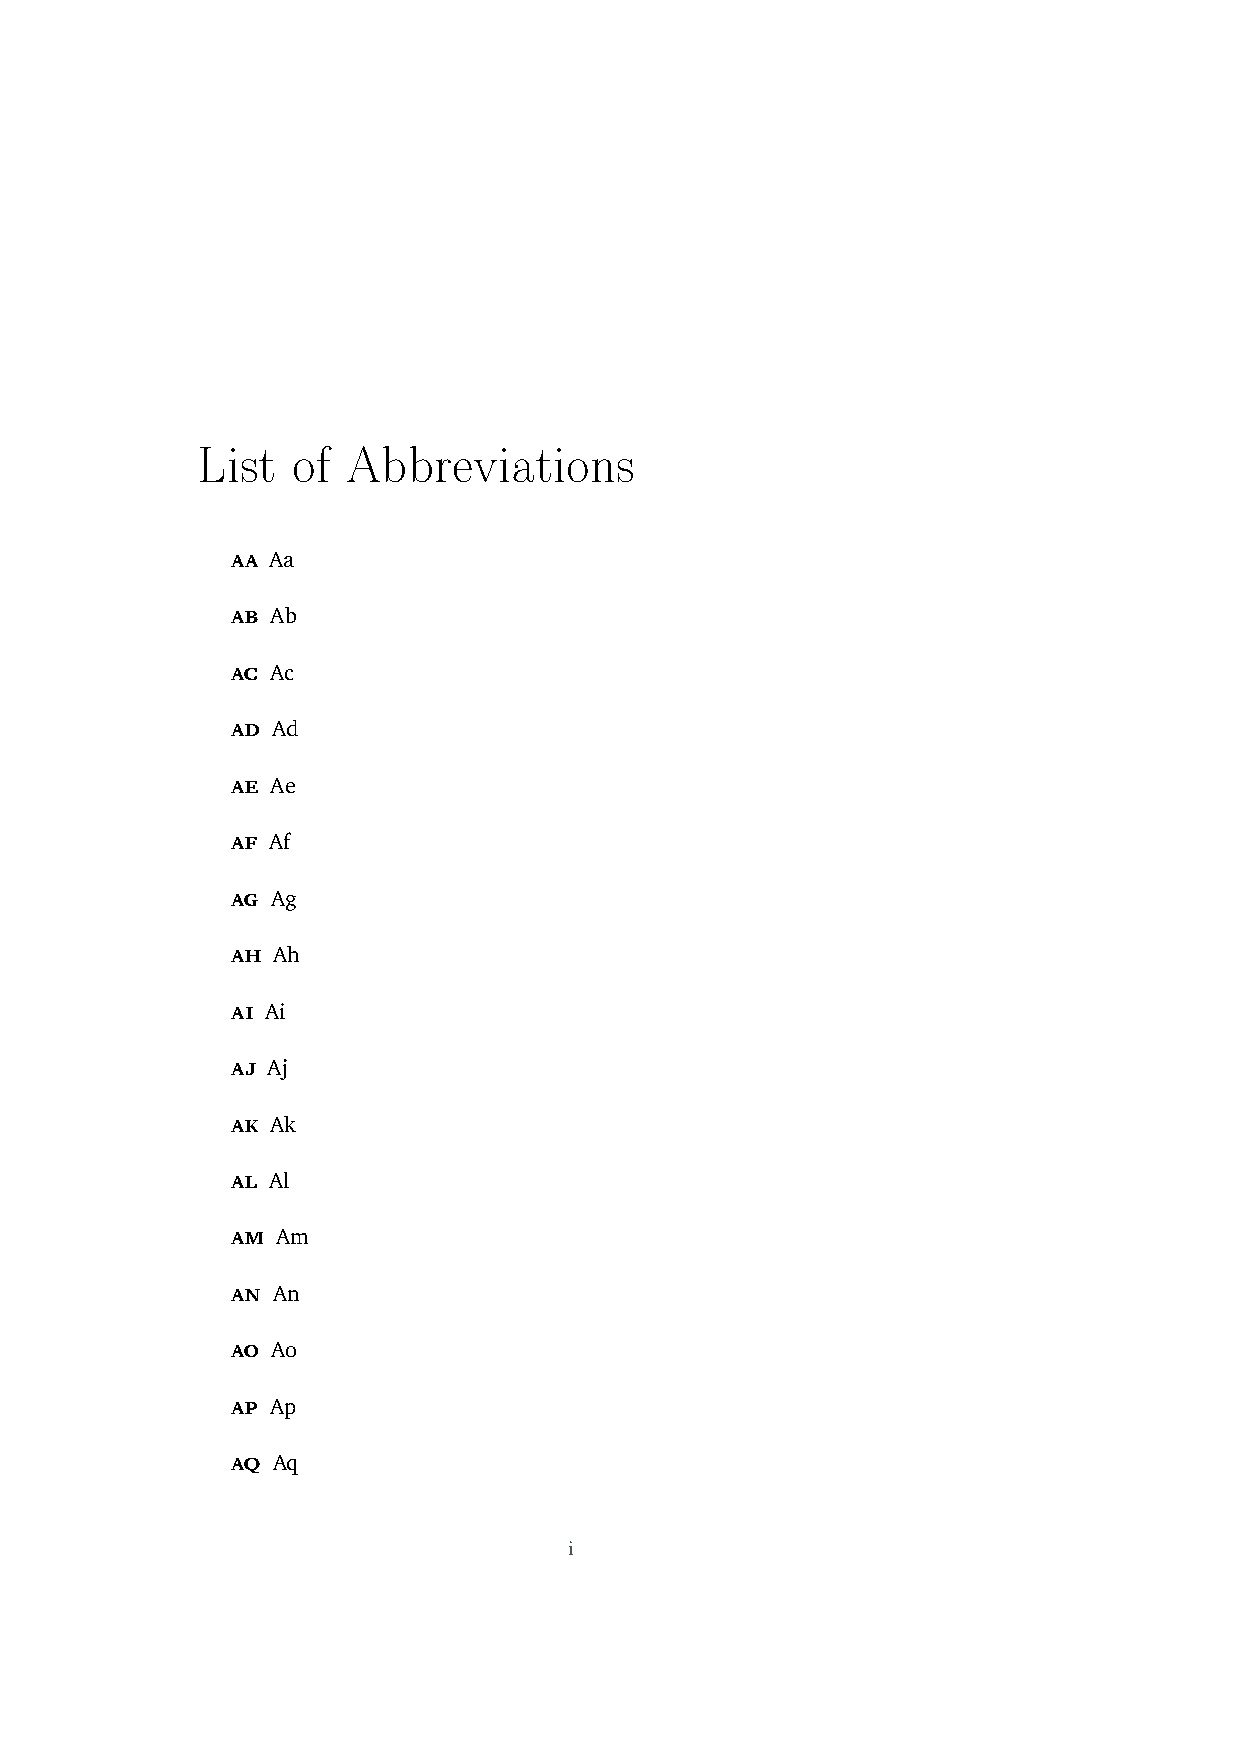 List of Abbreviations
AA Aa
AB Ab
AC Ac
AD Ad
AE Ae
AF Af
AG Ag
AH Ah
AI Ai
AJ Aj
AK Ak
AL Al
AM Am
AN An
AO Ao
AP Ap
AQ Aq
i